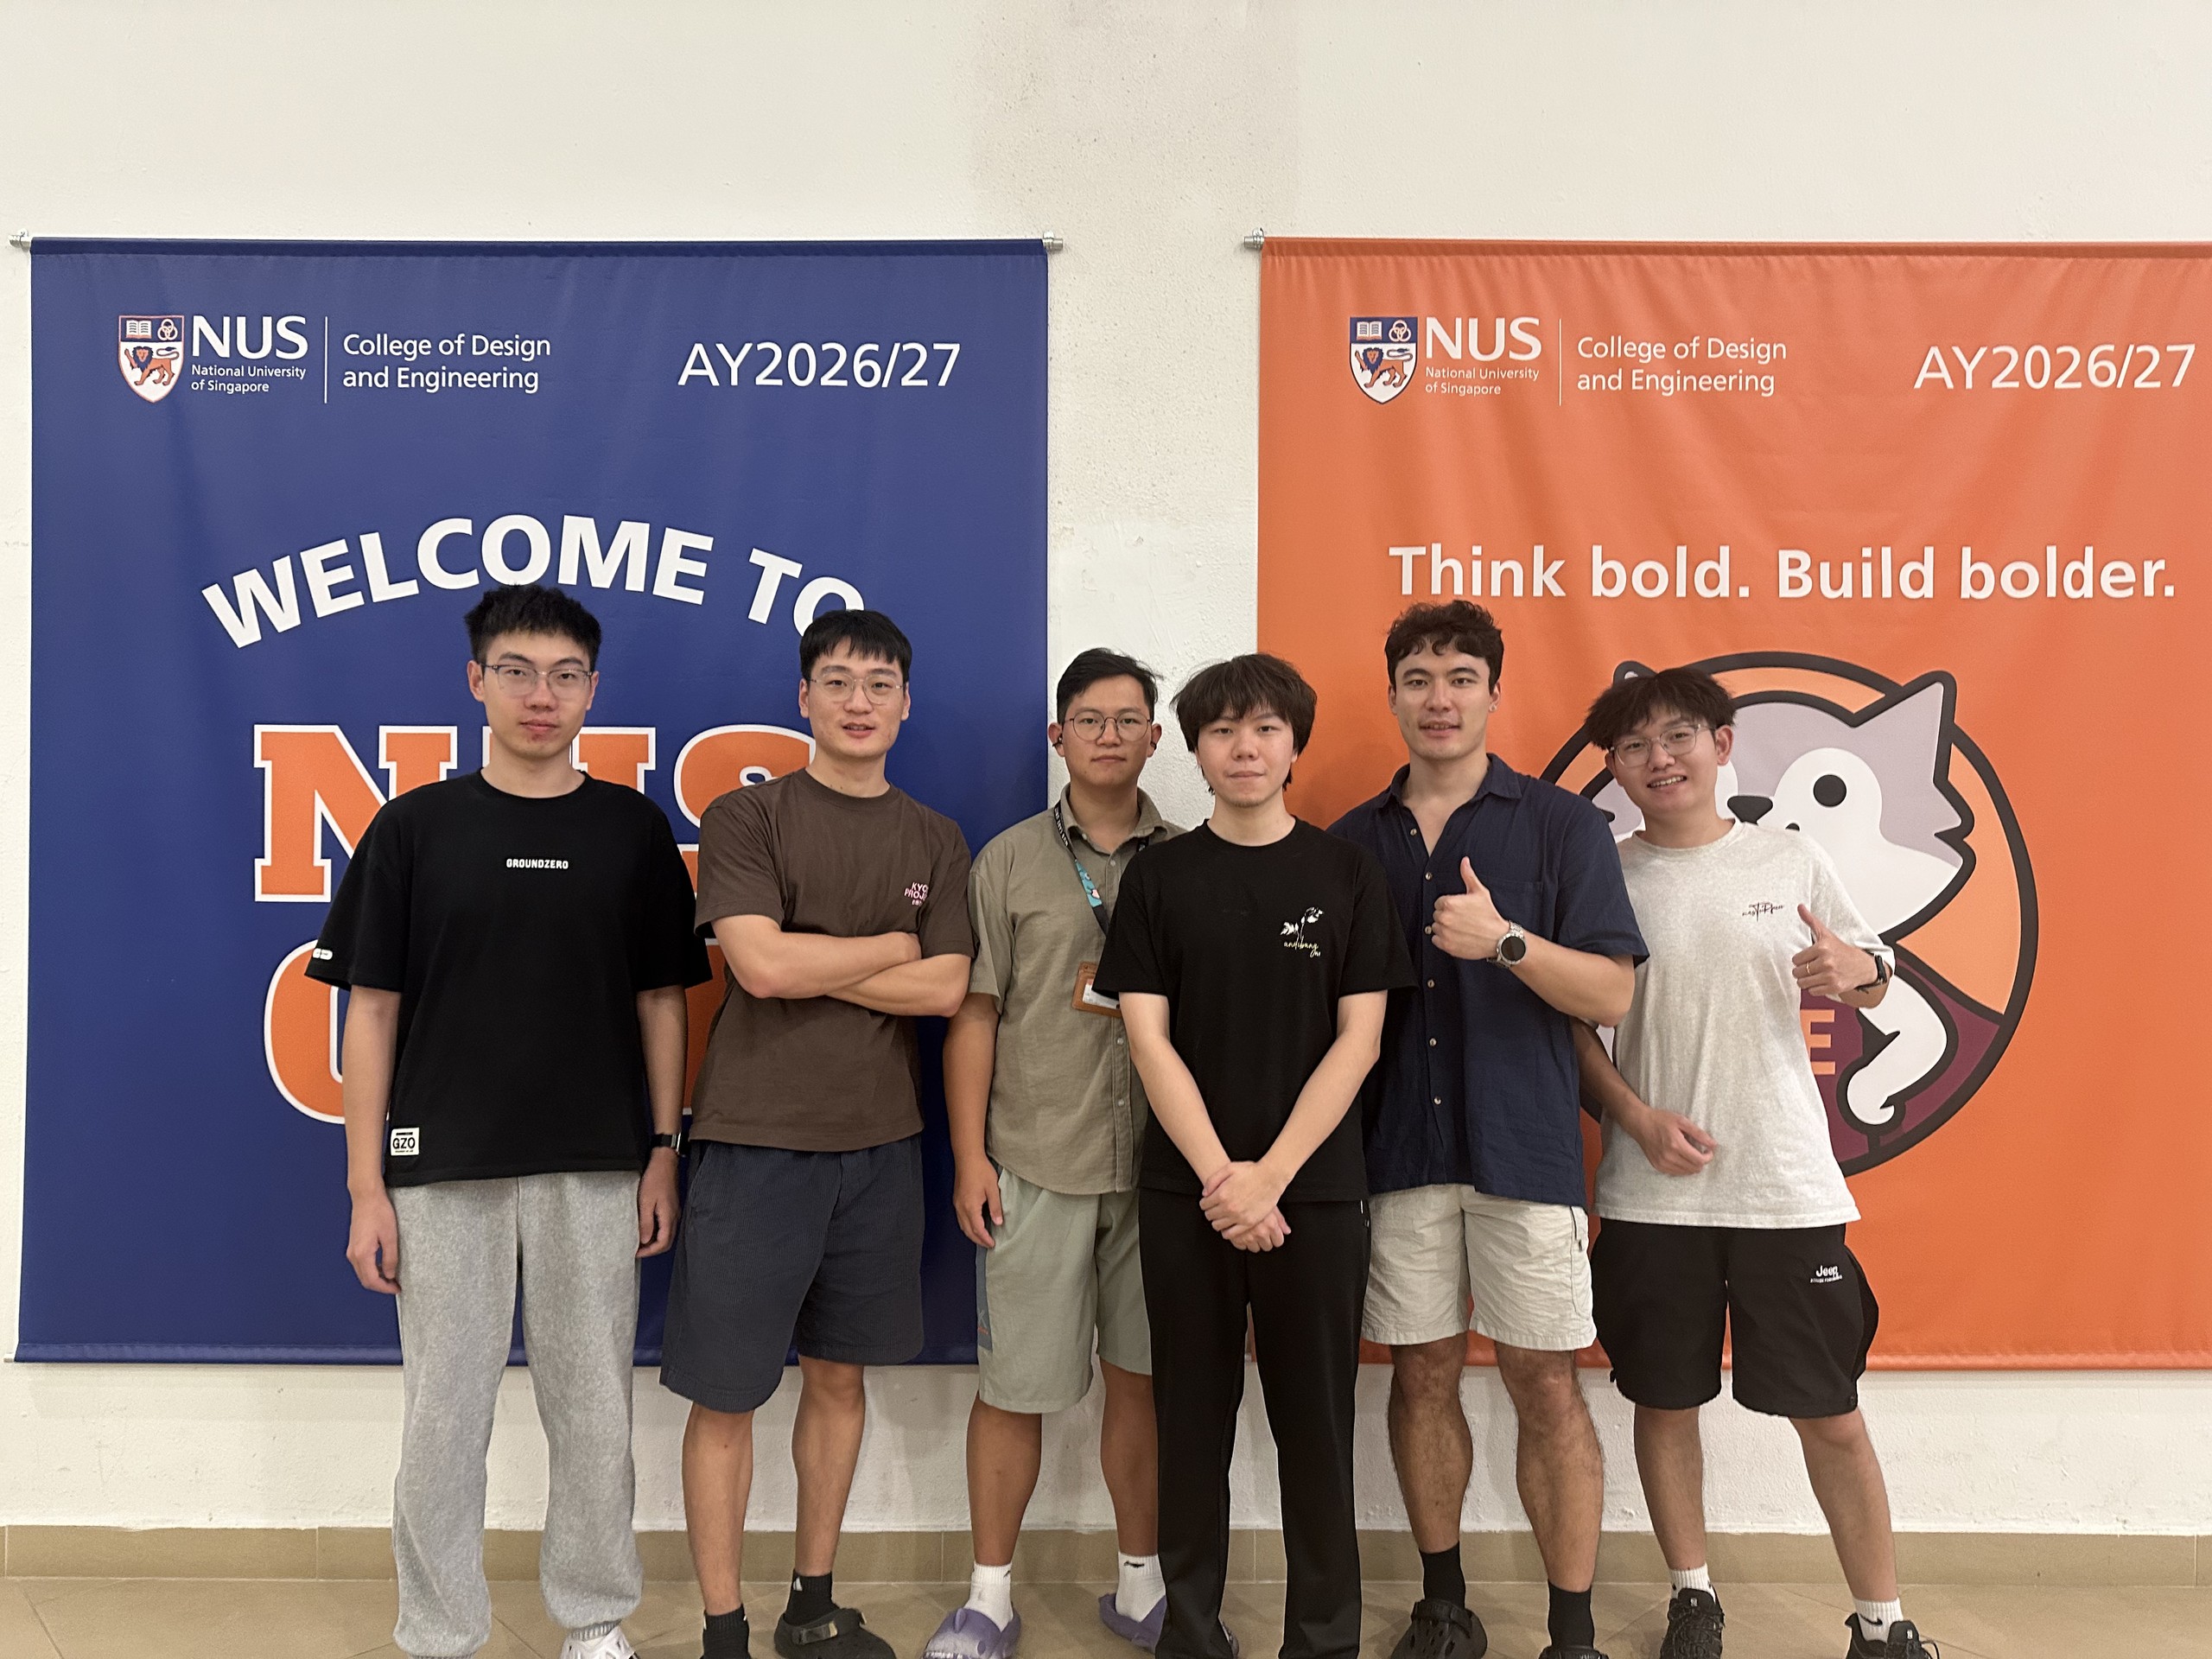 NUS
National University
of Singapore
College of Design
and Engineering
AY2026/27
WELCOME TO
NUS
GROUNDZERO
GZO
NUS
National University
of Singapore
College of Design
and Engineering
AY2026/27
Think bold. Build bolder.
Jeep